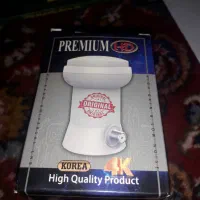 PREMIUM
ORIGINAL
KOREA
4K
High Quality Product